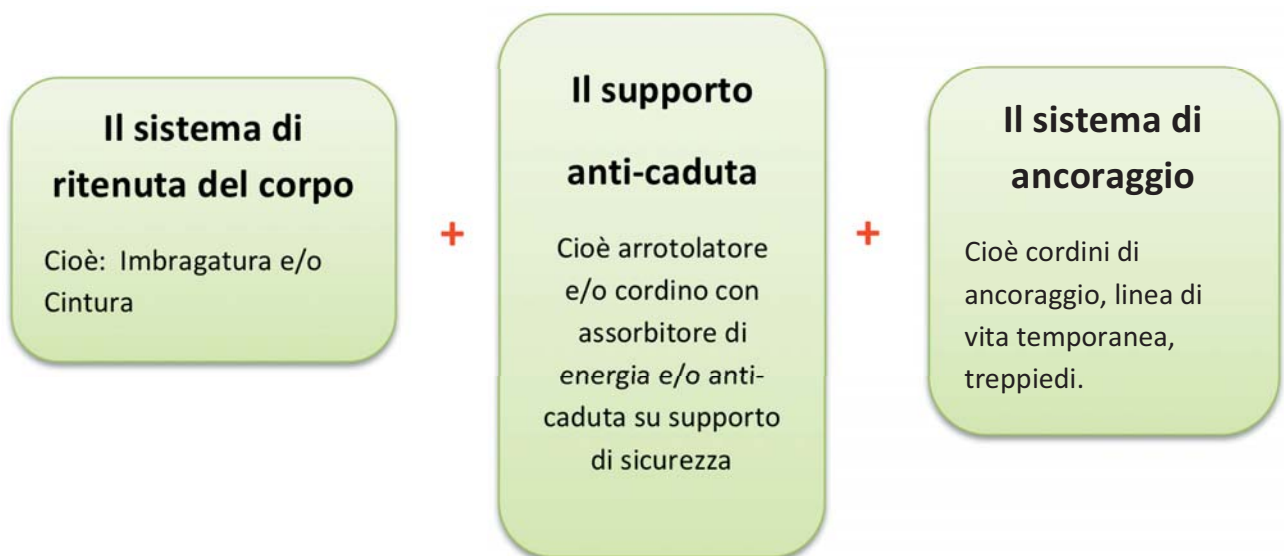 Il sistema di
ritenuta del corpo
Cioè: Imbragatura e/o
Cintura
+
Il supporto
anti-caduta
Cioè arrotolatore
e/o cordino con
assorbitore di
energia e/o anti-
caduta su supporto
di sicurezza
+
Il sistema di
ancoraggio
Cioè cordini di
ancoraggio, linea di
vita temporanea,
treppiedi.